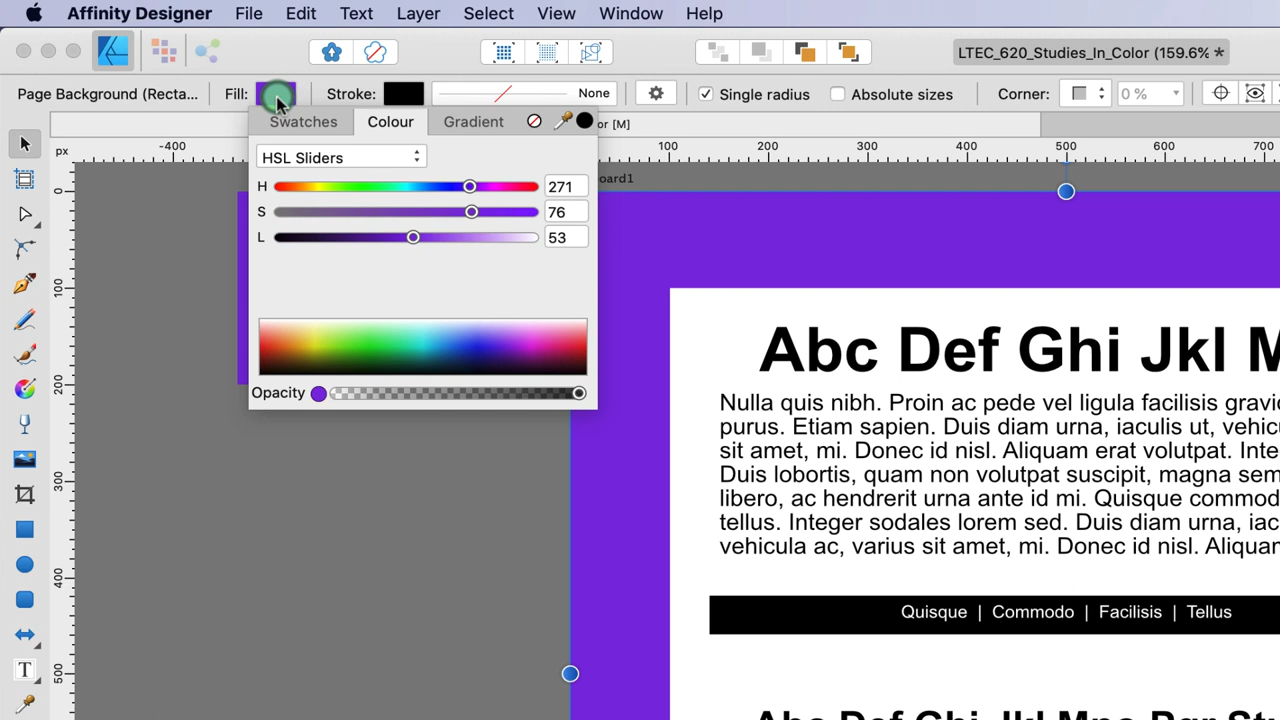 Affinity Designer File Edit Text Layer Select View Window Help
LTEC_620_Studies_In_Color (159.6% *
Page Background (Recta... Fill: Stroke: None Single radius Absolute sizes Corner: 0 %
Swatches Colour Gradient or [M]
px -400 100 200 300 400 500 600 700
HSL Sliders
H 271
S 76
L 53
Opacity
oard1
0
100
200
300
400
500
Abc Def Ghi Jkl M
Nulla quis nibh. Proin ac pede vel ligula facilisis gravi
purus. Etiam sapien. Duis diam urna, iaculis ut, vehic
sit amet, mi. Donec id nisl. Aliquam erat volutpat. Inte
Duis lobortis, quam non volutpat suscipit, magna sem
libero, ac hendrerit urna ante id mi. Quisque commod
tellus. Integer sodales lorem sed. Duis diam urna, iac
vehicula ac, varius sit amet, mi. Donec id nisl. Aliquan
Quisque | Commodo | Facilisis | Tellus
T